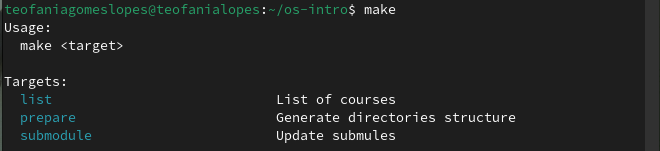 teofaniagomeslopes@teofanialopes:~/os-intro$ make
Usage:
  make <target>

Targets:
  list                            List of courses
  prepare                         Generate directories structure
  submodule                       Update submules